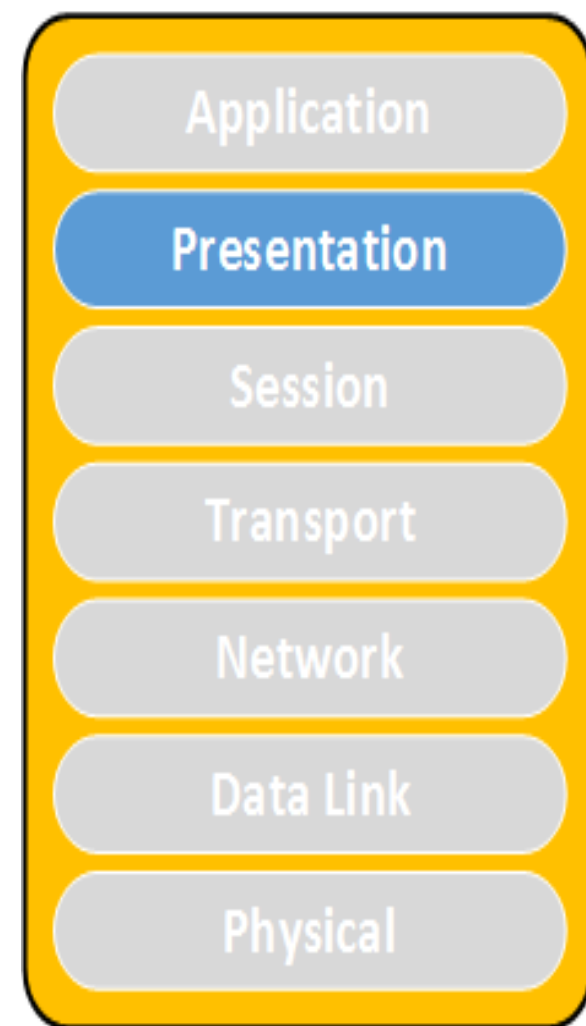 Application
Presentation
Session
Transport
Network
Data Link
Physical